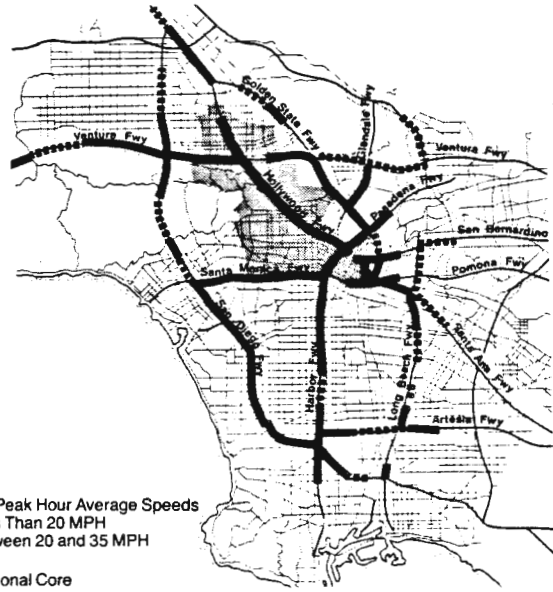 Golden State Fwy
Glendale Fwy
Ventura Fwy
Ventura Fwy
Hollywood Fwy
Pasadena Fwy
San Bernardino
Pomona Fwy
Santa Monica Fwy
San Diego Fwy
Harbor Fwy
Long Beach Fwy
Santa Ana Fwy
Artesia Fwy
Peak Hour Average Speeds
Than 20 MPH
ween 20 and 35 MPH
onal Core